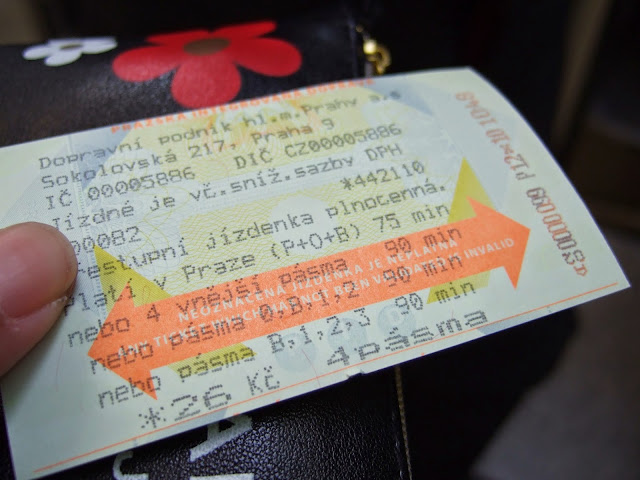 PRAŽSKÁ INTEGROVANÁ DOPRAVA
Dopravní podnik hl.m.Prahy a.s
Sokolovská 217, Praha 9
IČ 00005886 DIČ CZ00005886
Jízdné je vč.sníž.sazby DPH
00082 *442110
řestupní jízdenka plnocenná.
platí v Praze (P+O+B) 75 min
nebo 4 vnější pásma 90 min
nebo pásma 0,B,1,2 90 min
nebo pásma B,1,2,3 90 min
*26 Kč 4pásma
NEOZNAČENÁ JÍZDENKA JE NEPLATNÁ
INVALID